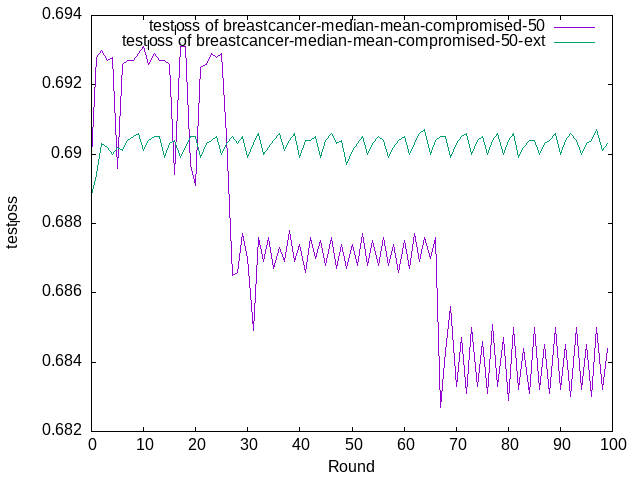 0.694
0.692
0.69
0.688
0.686
0.684
0.682
0 10 20 30 40 50 60 70 80 90 100
testloss
Round
testloss of breastcancer-median-mean-compromised-50
testloss of breastcancer-median-mean-compromised-50-ext